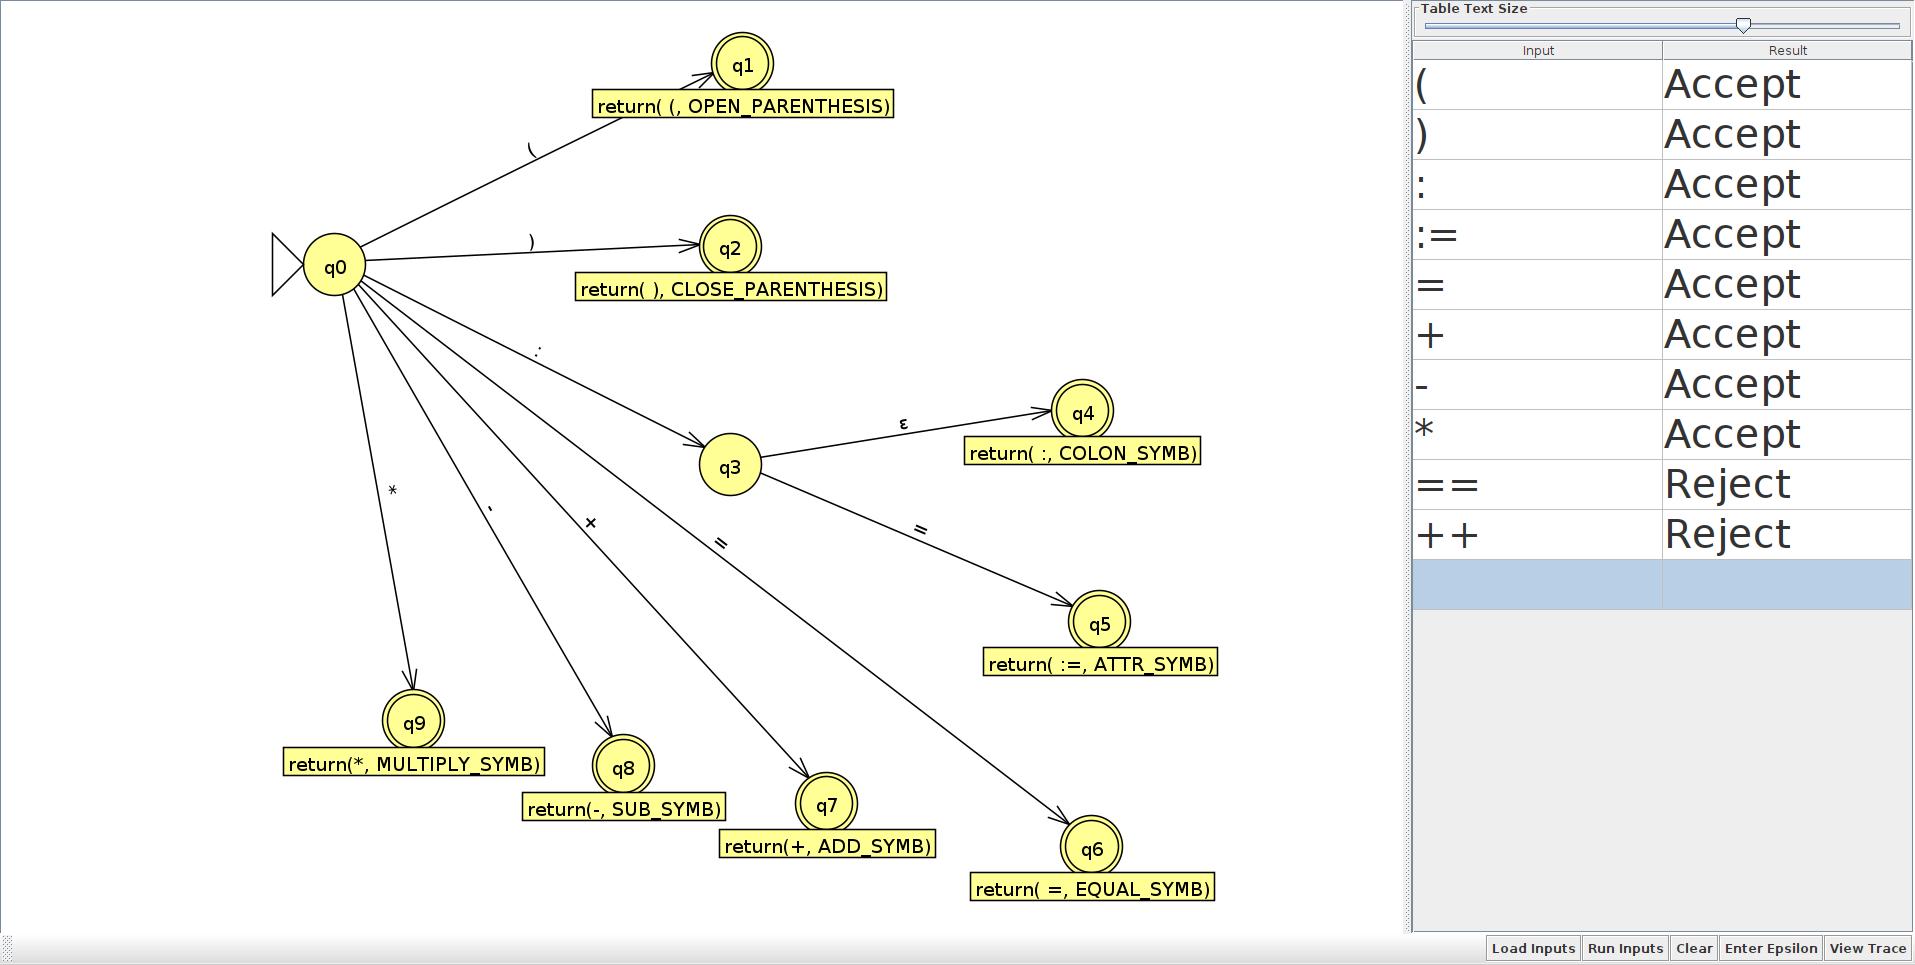 q1
return( (, OPEN_PARENTHESIS)
(
q0
)
q2
return( ), CLOSE_PARENTHESIS)
:
q3
ε
q4
return( :, COLON_SYMB)
=
q5
return( :=, ATTR_SYMB)
*
-
+
=
q9
return(*, MULTIPLY_SYMB)
q8
return(-, SUB_SYMB)
q7
return(+, ADD_SYMB)
q6
return( =, EQUAL_SYMB)
Table Text Size
Input Result
( Accept
) Accept
: Accept
:= Accept
= Accept
+ Accept
- Accept
* Accept
== Reject
++ Reject
Load Inputs Run Inputs Clear Enter Epsilon View Trace